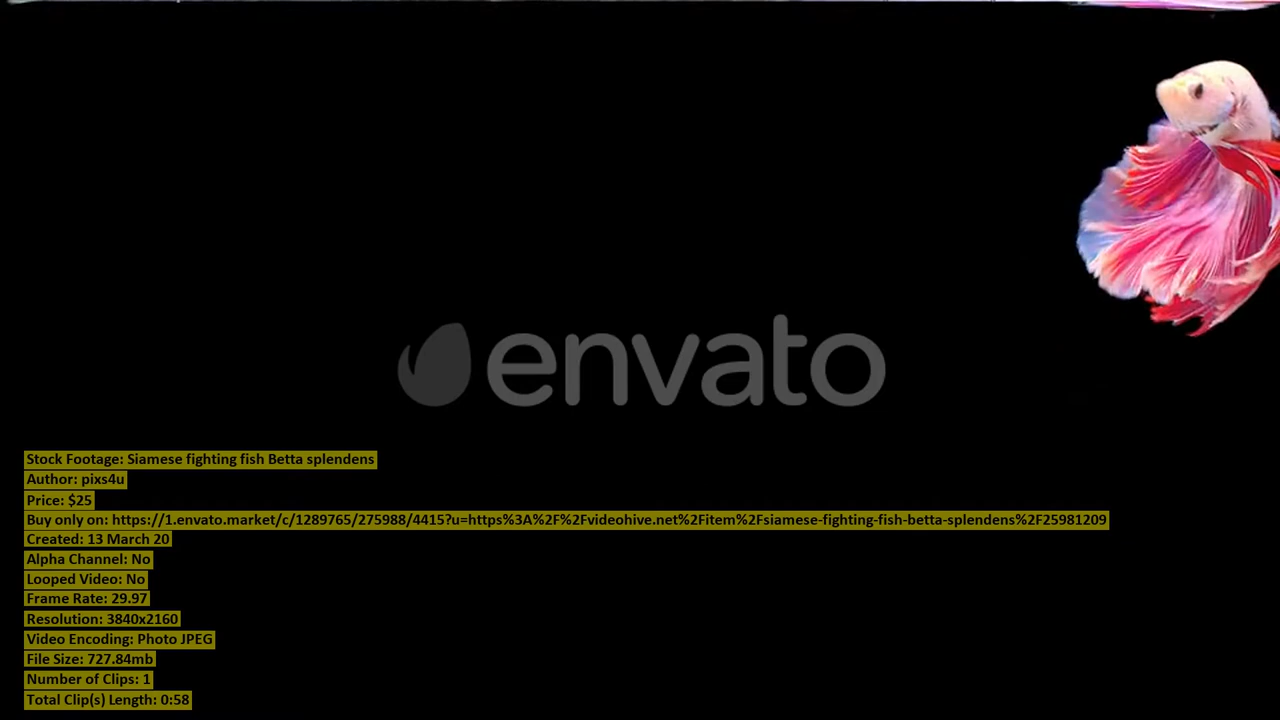 envato
Stock Footage: Siamese fighting fish Betta splendens
Author: pixs4u
Price: $25
Buy only on: https://1.envato.market/c/1289765/275988/4415?u=https%3A%2F%2Fvideohive.net%2Fitem%2Fsiamese-fighting-fish-betta-splendens%2F25981209
Created: 13 March 20
Alpha Channel: No
Looped Video: No
Frame Rate: 29.97
Resolution: 3840x2160
Video Encoding: Photo JPEG
File Size: 727.84mb
Number of Clips: 1
Total Clip(s) Length: 0:58